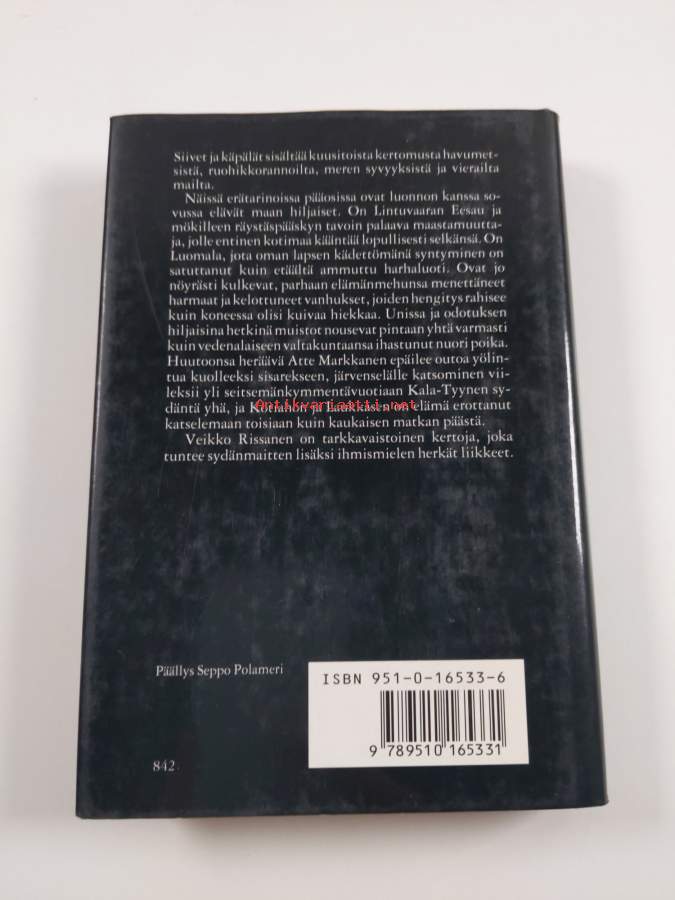 Siivet ja käpälät sisältää kuusitoista kertomusta havumet-
sistä, ruohikkorannoilta, meren syvyyksistä ja vierailta
mailta.
Näissä erätarinoissa pääosissa ovat luonnon kanssa so-
vussa elävät maan hiljaiset. On Lintuvaaran Eesau ja
mökilleen räystäspääskyn tavoin palaava maastamuutta-
ja, jolle entinen kotimaa kääntää lopullisesti selkänsä. On
Luomala, jota oman lapsen kädettömänä syntyminen on
satuttanut kuin etäältä ammuttu harhaluoti. Ovat jo
nöyrästi kulkevat, parhaan elämänmehunsa menettäneet
harmaat ja kelottuneet vanhukset, joiden hengitys rahisee
kuin koneessa olisi kuivaa hiekkaa. Unissa ja odotuksen
hiljaisina hetkinä muistot nousevat pintaan yhtä varmasti
kuin vedenalaiseen valtakuntaansa ihastunut nuori poika.
Huutoonsa heräävä Atte Markkanen epäilee outoa yölin-
tua kuolleeksi sisarekseen, järvenselälle katsominen vii-
leksii yli seitsemänkymmentävuotiaan Kala-Tyynen sy-
däntä yhä, ja ja Laukkasen on elämä erottanut
Antikvariaatti.net
katselemaan toisiaan kuin kaukaisen matkan päästä.
Veikko Rissanen on tarkkavaistoinen kertoja, joka
tuntee sydänmaitten lisäksi ihmismielen herkät liikkeet.
Päällys Seppo Polameri
ISBN 951-0-16533-6
9 789510 165331
842